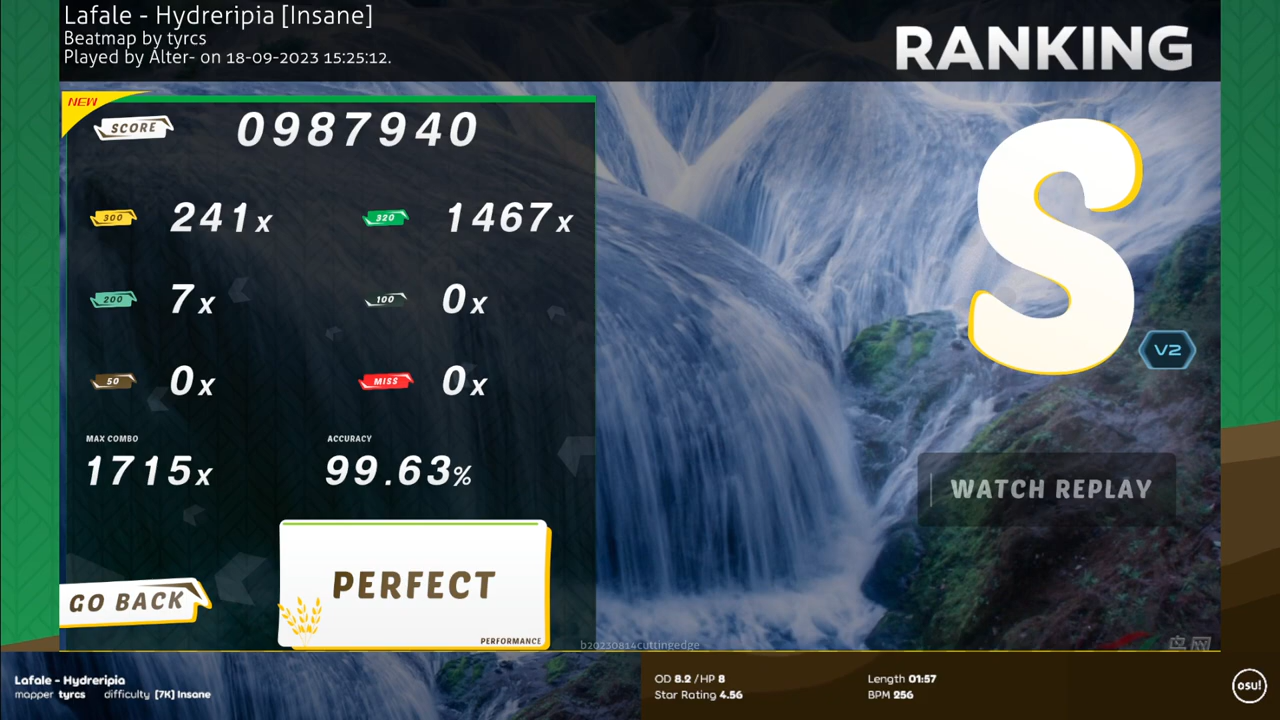 Lafale - Hydreripia [Insane]
Beatmap by tyrcs
Played by Alter- on 18-09-2023 15:25:12.
RANKING
NEW
SCORE 0987940
300 241x 320 1467x
200 7x 100 0x
50 0x MISS 0x
MAX COMBO ACCURACY
1715x 99.63%
S
V2
WATCH REPLAY
GO BACK
PERFECT
PERFORMANCE
b20230814cuttingedge
Lafale - Hydreripia
mapper tyrcs difficulty [7K] Insane
OD 8.2 / HP 8 Length 01:57
Star Rating 4.56 BPM 256
osu!